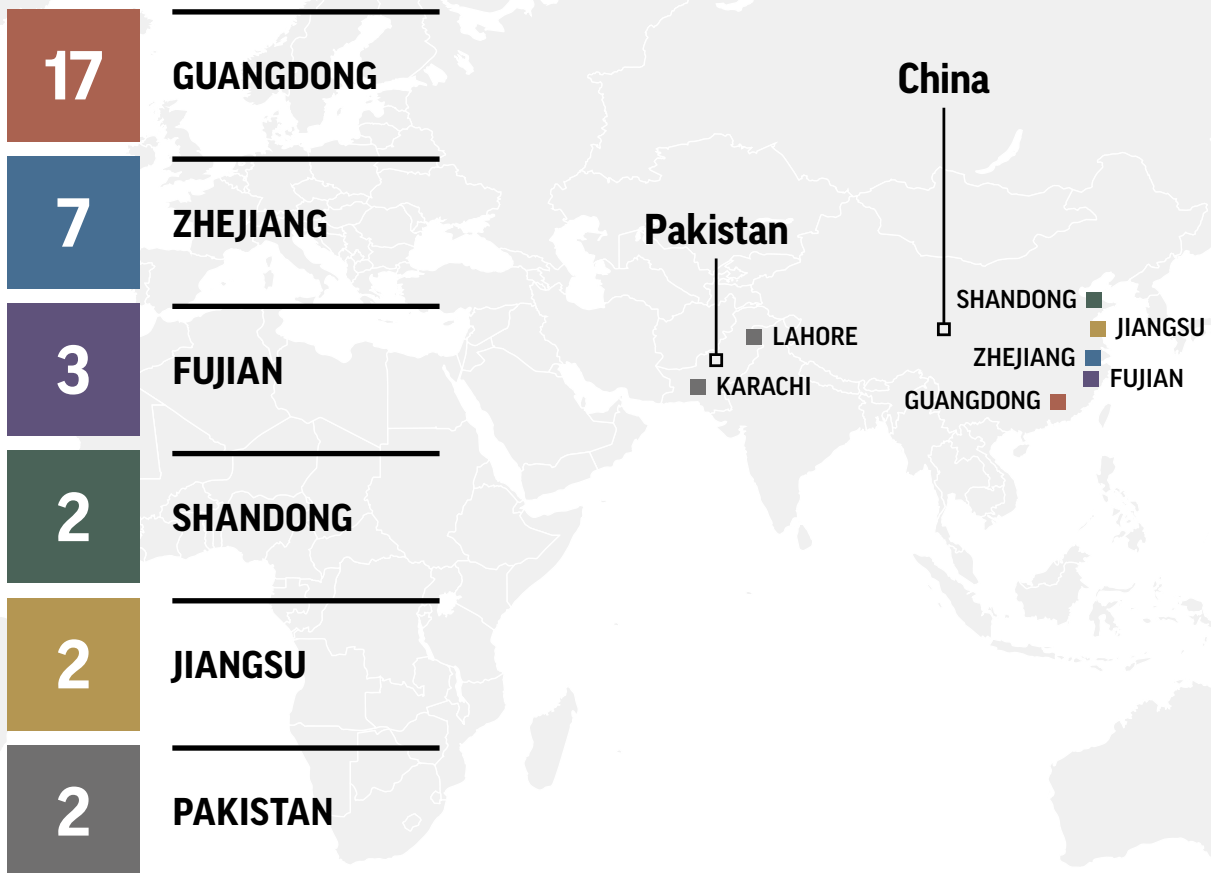 17
GUANGDONG
7
ZHEJIANG
3
FUJIAN
2
SHANDONG
2
JIANGSU
2
PAKISTAN
China
Pakistan
SHANDONG
JIANGSU
LAHORE
ZHEJIANG
FUJIAN
KARACHI
GUANGDONG